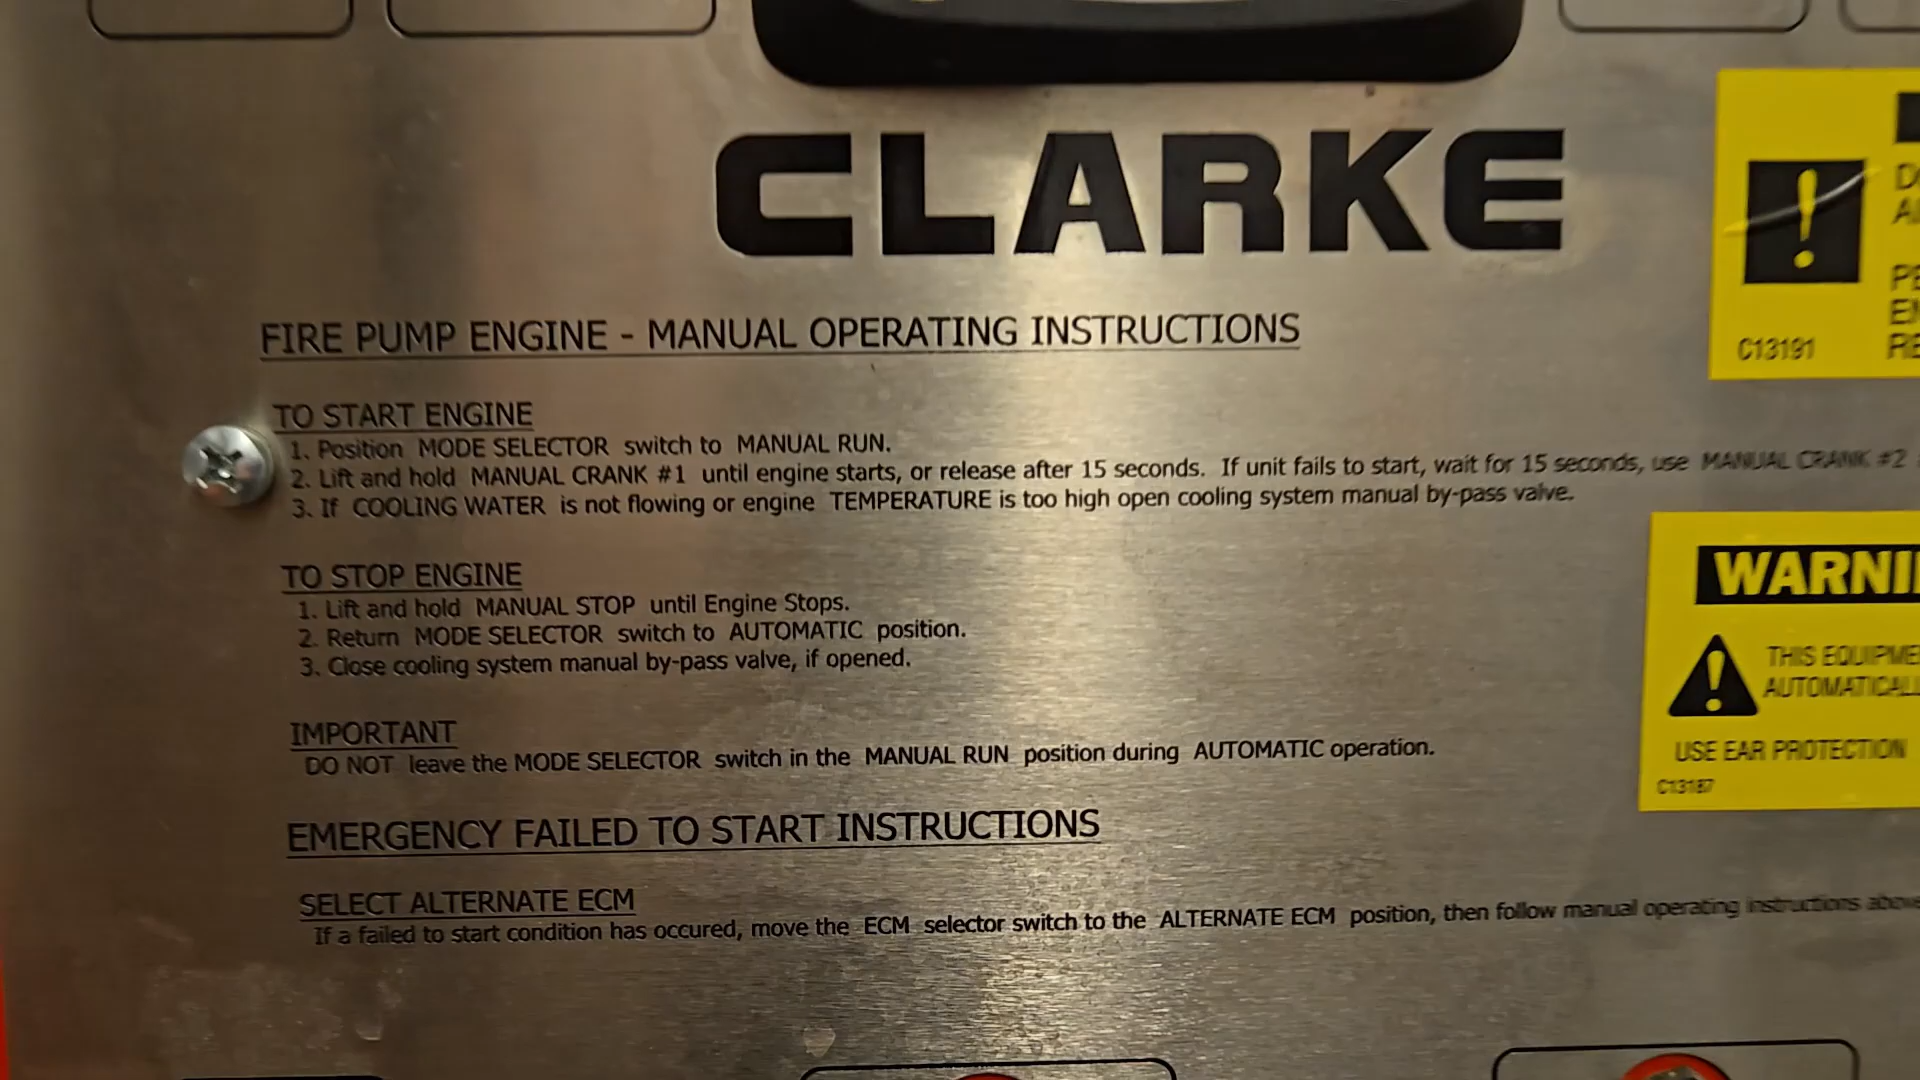 CLARKE
FIRE PUMP ENGINE - MANUAL OPERATING INSTRUCTIONS
TO START ENGINE
1. Position MODE SELECTOR switch to MANUAL RUN.
2. Lift and hold MANUAL CRANK #1 until engine starts, or release after 15 seconds. If unit fails to start, wait for 15 seconds, use MANUAL CRANK #2
3. If COOLING WATER is not flowing or engine TEMPERATURE is too high open cooling system manual by-pass valve.
TO STOP ENGINE
1. Lift and hold MANUAL STOP until Engine Stops.
2. Return MODE SELECTOR switch to AUTOMATIC position.
3. Close cooling system manual by-pass valve, if opened.
IMPORTANT
DO NOT leave the MODE SELECTOR switch in the MANUAL RUN position during AUTOMATIC operation.
EMERGENCY FAILED TO START INSTRUCTIONS
SELECT ALTERNATE ECM
If a failed to start condition has occured, move the ECM selector switch to the ALTERNATE ECM position, then follow manual operating instructions above
!
C13191
WARNI
!
THIS EQUIPME
AUTOMATICALL
USE EAR PROTECTION
C13187